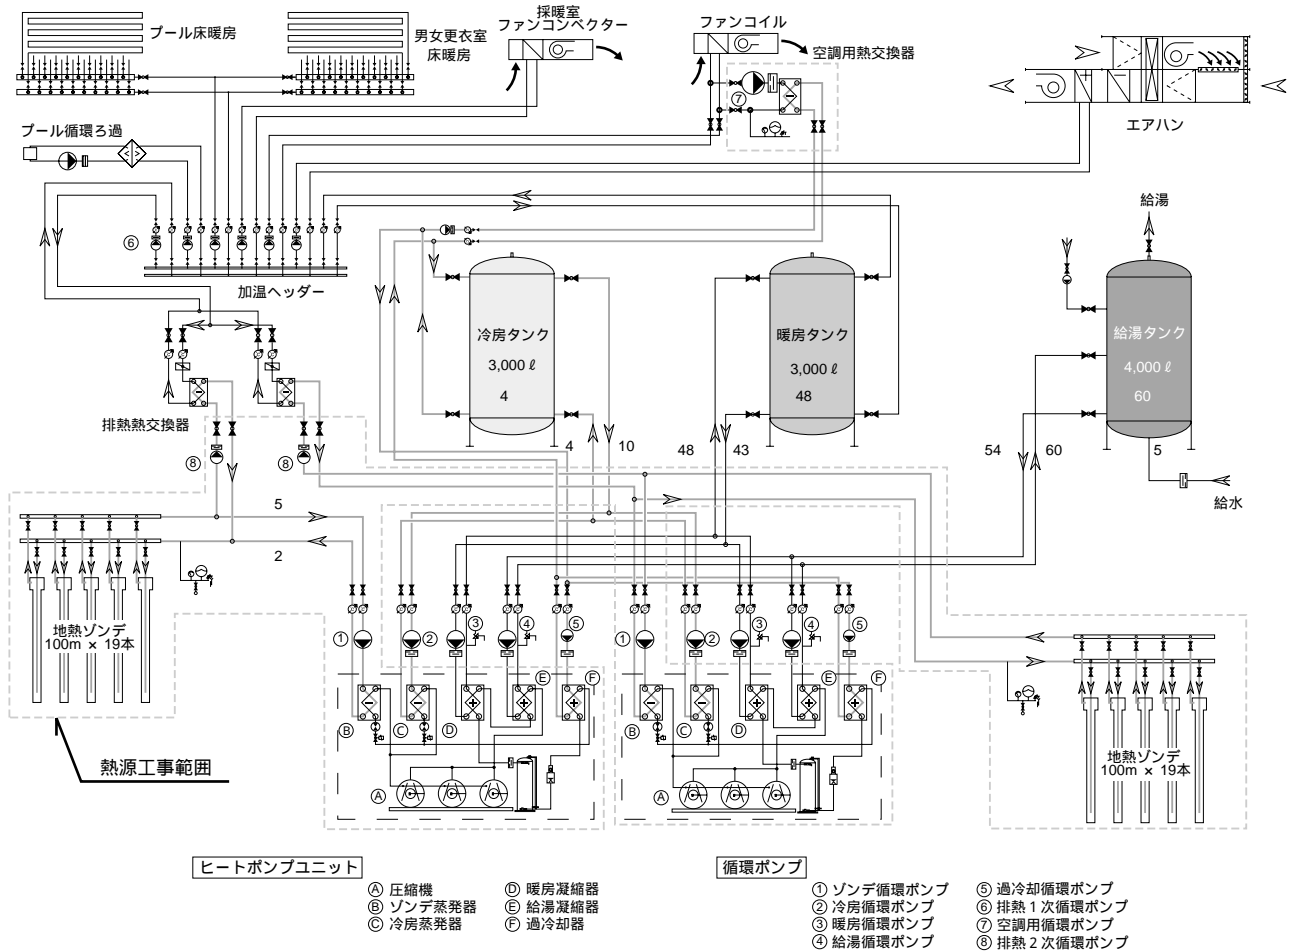 プール床暖房
男女更衣室
床暖房
採暖室
ファンコンベクター
ファンコイル
空調用熱交換器
⑦
エアハン
プール循環ろ過
⑥
加温ヘッダー
排熱熱交換器
⑧
⑧
冷房タンク
3,000 ℓ
4
暖房タンク
3,000 ℓ
48
給湯
給湯タンク
4,000 ℓ
60
4
10
48
43
54
60
5
給水
5
2
地熱ゾンデ
100m × 19本
熱源工事範囲
①
②
③
④
⑤
①
②
③
④
⑤
Ⓑ
Ⓒ
Ⓓ
Ⓔ
Ⓕ
Ⓐ
Ⓑ
Ⓒ
Ⓓ
Ⓔ
Ⓕ
Ⓐ
地熱ゾンデ
100m × 19本
ヒートポンプユニット
Ⓐ 圧縮機
Ⓑ ゾンデ蒸発器
Ⓒ 冷房蒸発器
Ⓓ 暖房凝縮器
Ⓔ 給湯凝縮器
Ⓕ 過冷却器
循環ポンプ
① ゾンデ循環ポンプ
② 冷房循環ポンプ
③ 暖房循環ポンプ
④ 給湯循環ポンプ
⑤ 過冷却循環ポンプ
⑥ 排熱１次循環ポンプ
⑦ 空調用循環ポンプ
⑧ 排熱２次循環ポンプ